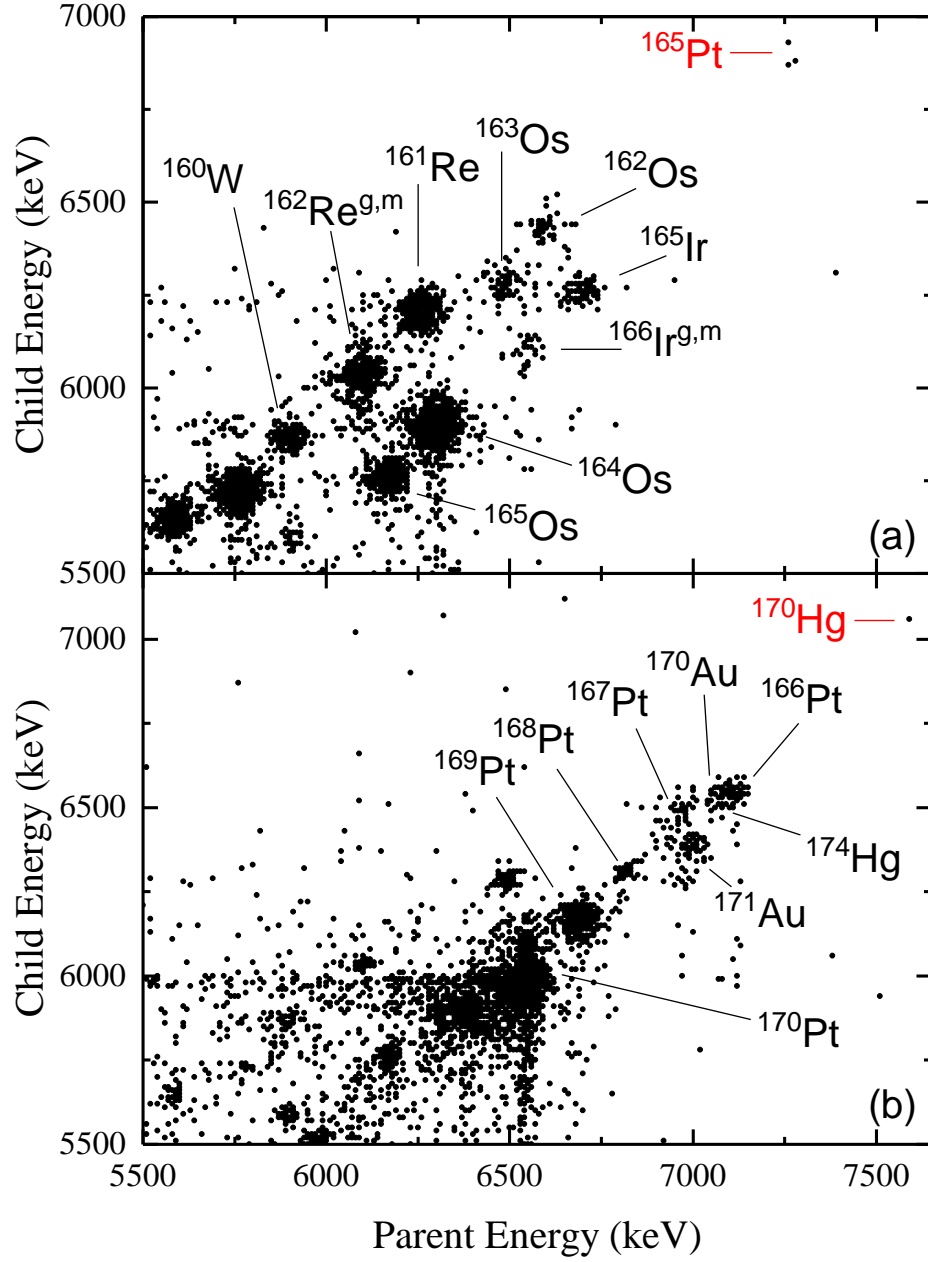 7000
¹⁶⁵Pt
¹⁶³Os
¹⁶¹Re
¹⁶⁰W
¹⁶²Os
¹⁶²Reᵍ,ᵐ
6500
¹⁶⁵Ir
¹⁶⁶Irᵍ,ᵐ
6000
¹⁶⁴Os
¹⁶⁵Os
(a)
5500
Child Energy (keV)
¹⁷⁰Hg
7000
¹⁷⁰Au
¹⁶⁷Pt
¹⁶⁶Pt
¹⁶⁸Pt
¹⁶⁹Pt
6500
¹⁷⁴Hg
¹⁷¹Au
6000
¹⁷⁰Pt
(b)
5500
Child Energy (keV)
5500 6000 6500 7000 7500
Parent Energy (keV)